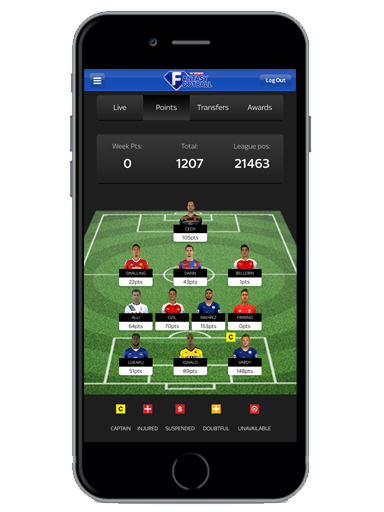 F
FANTASY
FOOTBALL
Log Out
Live Points Transfers Awards
Week Pts: Total: League pos:
0 1207 21463
CECH
105pts
SMALLING DANN BELLERIN
22pts 43pts 1pts
ALLI OZIL MAHREZ FIRMINO
64pts 70pts 153pts 0pts
C
LUKAKU IGHALO VARDY
51pts 89pts 148pts
C S
CAPTAIN INJURED SUSPENDED DOUBTFUL UNAVAILABLE